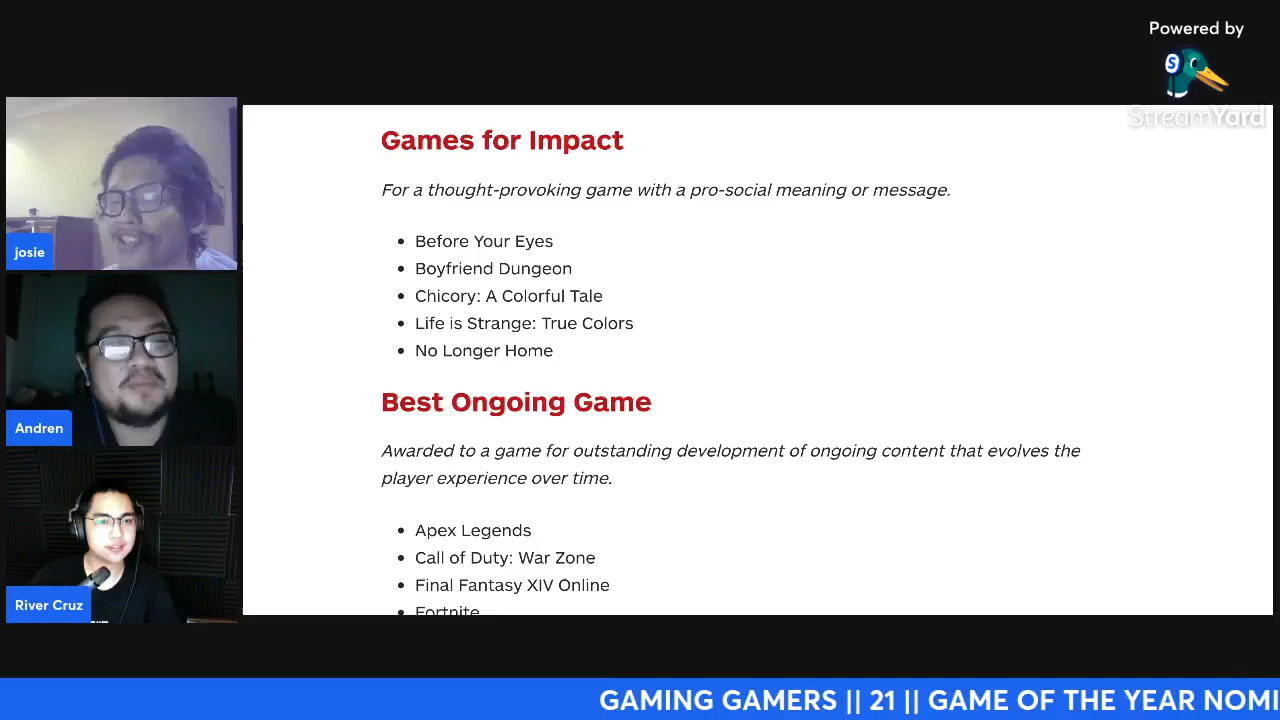 Powered by
S
StreamYard
josie
Andren
River Cruz
Games for Impact
For a thought-provoking game with a pro-social meaning or message.
• Before Your Eyes
• Boyfriend Dungeon
• Chicory: A Colorful Tale
• Life is Strange: True Colors
• No Longer Home
Best Ongoing Game
Awarded to a game for outstanding development of ongoing content that evolves the
player experience over time.
• Apex Legends
• Call of Duty: War Zone
• Final Fantasy XIV Online
• Fortnite
GAMING GAMERS || 21 || GAME OF THE YEAR NOMI